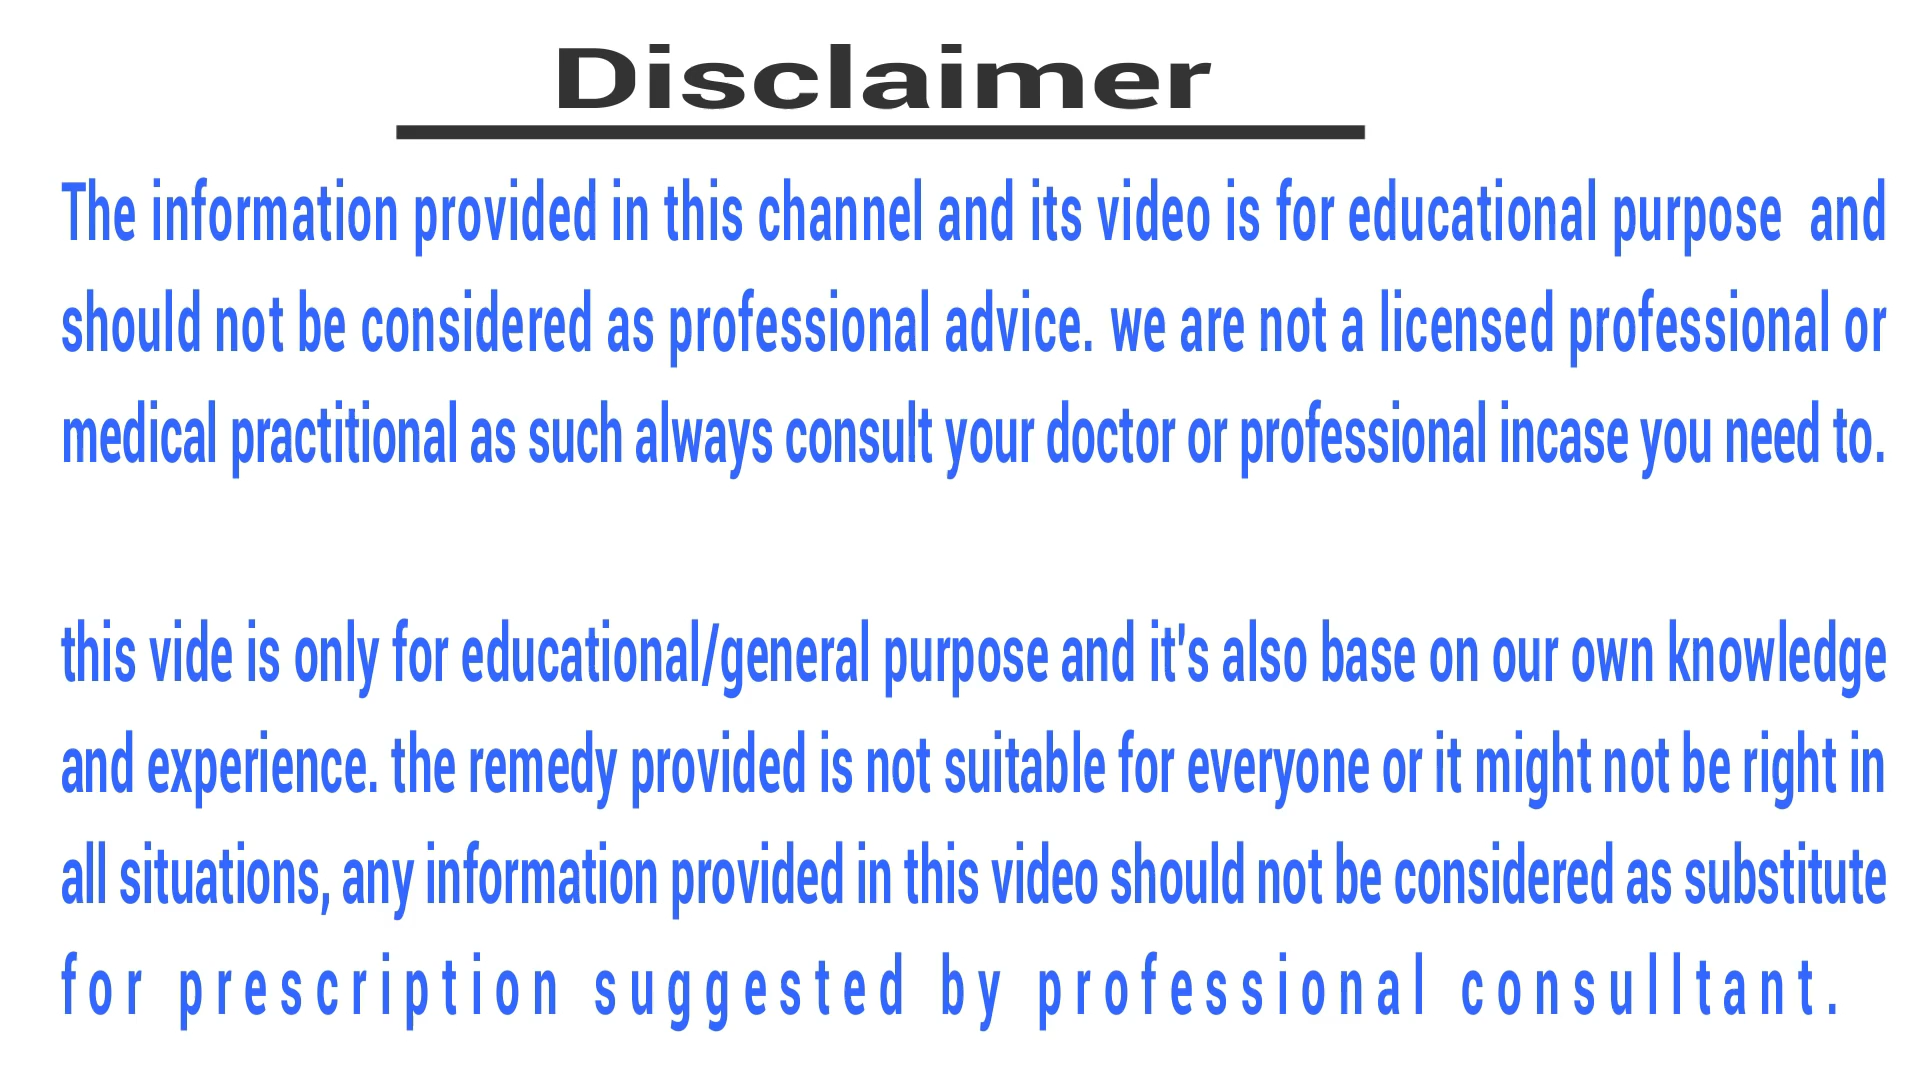 Disclaimer
The information provided in this channel and its video is for educational purpose  and
should not be considered as professional advice. we are not a licensed professional or
medical practitional as such always consult your doctor or professional incase you need to.
this vide is only for educational/general purpose and it's also base on our own knowledge
and experience. the remedy provided is not suitable for everyone or it might not be right in
all situations, any information provided in this video should not be considered as substitute
for prescription suggested by professional consulltant.